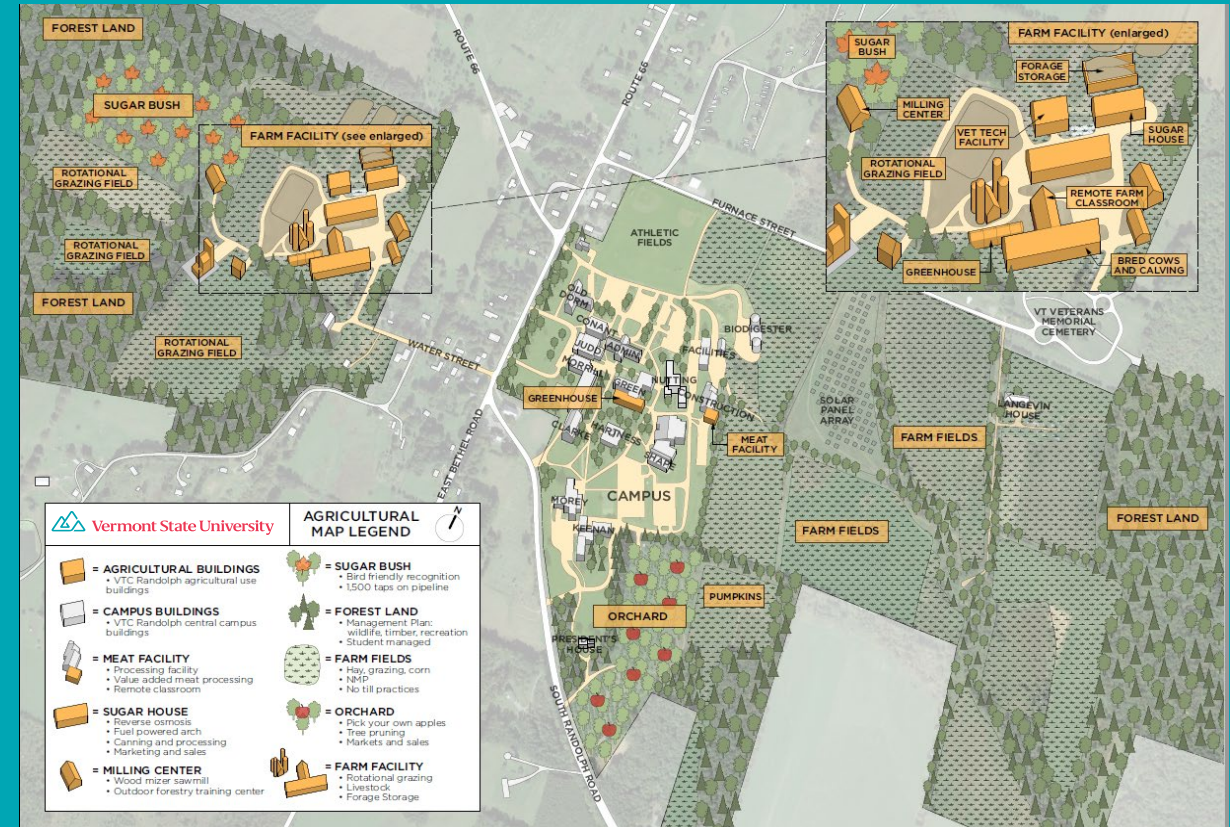 FOREST LAND
SUGAR BUSH
FARM FACILITY (see enlarged)
ROTATIONAL
GRAZING FIELD
ROTATIONAL
GRAZING FIELD
FOREST LAND
ROTATIONAL
GRAZING FIELD
ROUTE 66
ROUTE 66
WATER STREET
EAST BETHEL ROAD
FURNACE STREET
ATHLETIC
FIELDS
OLD
DORM
CONANT
JUDD
ADMIN
MORRILL
GREEN
NUTTING
FACILITIES
BIODIGESTER
CONSTRUCTION
GREENHOUSE
CLARKE
HARTNESS
SHAPE
MEAT
FACILITY
CAMPUS
MOREY
KEENAN
ORCHARD
PRESIDENT'S
HOUSE
SOUTH RANDOLPH ROAD
PUMPKINS
FARM FIELDS
SOLAR
PANEL
ARRAY
FARM FIELDS
LANGEVIN
HOUSE
VT VETERANS
MEMORIAL
CEMETERY
FOREST LAND
FARM FACILITY (enlarged)
SUGAR
BUSH
FORAGE
STORAGE
MILLING
CENTER
VET TECH
FACILITY
SUGAR
HOUSE
ROTATIONAL
GRAZING FIELD
REMOTE FARM
CLASSROOM
GREENHOUSE
BRED COWS
AND CALVING
Vermont State University
AGRICULTURAL
MAP LEGEND
N
= AGRICULTURAL BUILDINGS
• VTC Randolph agricultural use
buildings
= CAMPUS BUILDINGS
• VTC Randolph central campus
buildings
= MEAT FACILITY
• Processing facility
• Value added meat processing
• Remote classroom
= SUGAR HOUSE
• Reverse osmosis
• Fuel powered arch
• Canning and processing
• Marketing and sales
= MILLING CENTER
• Wood mizer sawmill
• Outdoor forestry training center
= SUGAR BUSH
• Bird friendly recognition
• 1,500 taps on pipeline
= FOREST LAND
• Management Plan:
wildlife, timber, recreation
• Student managed
= FARM FIELDS
• Hay, grazing, corn
• NMP
• No till practices
= ORCHARD
• Pick your own apples
• Tree pruning
• Markets and sales
= FARM FACILITY
• Rotational grazing
• Livestock
• Forage Storage